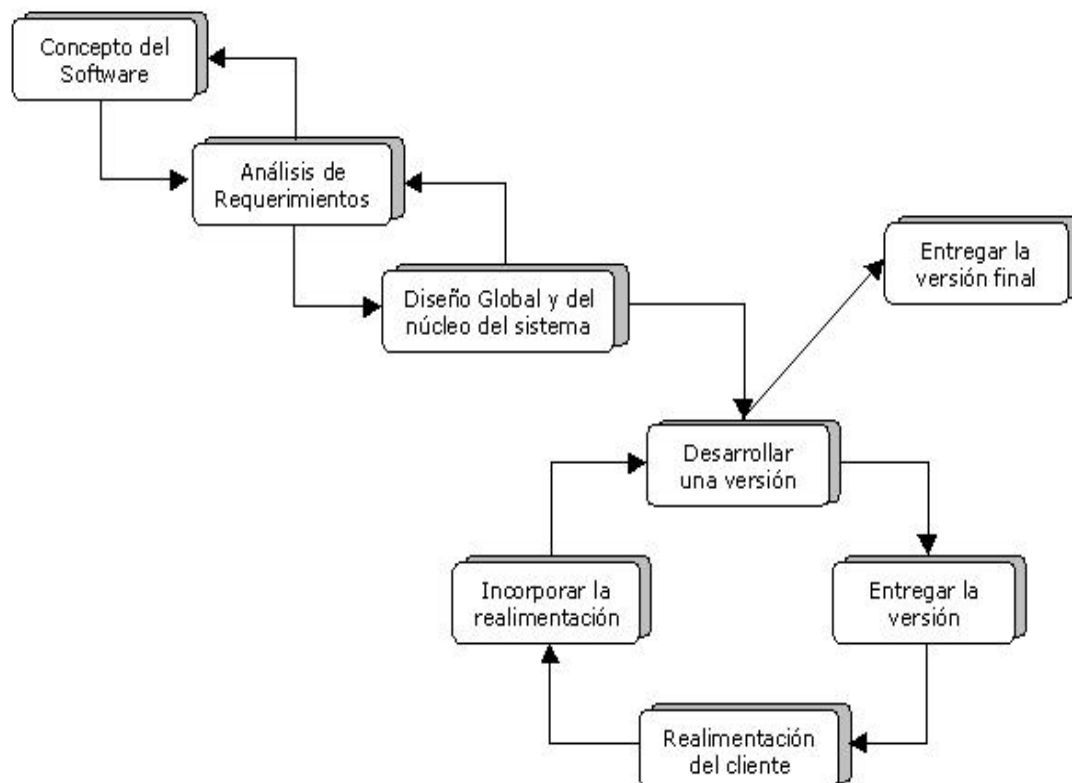 Concepto del
Software
Análisis de
Requerimientos
Diseño Global y del
núcleo del sistema
Entregar la
versión final
Desarrollar
una versión
Entregar la
versión
Realimentación
del cliente
Incorporar la
realimentación